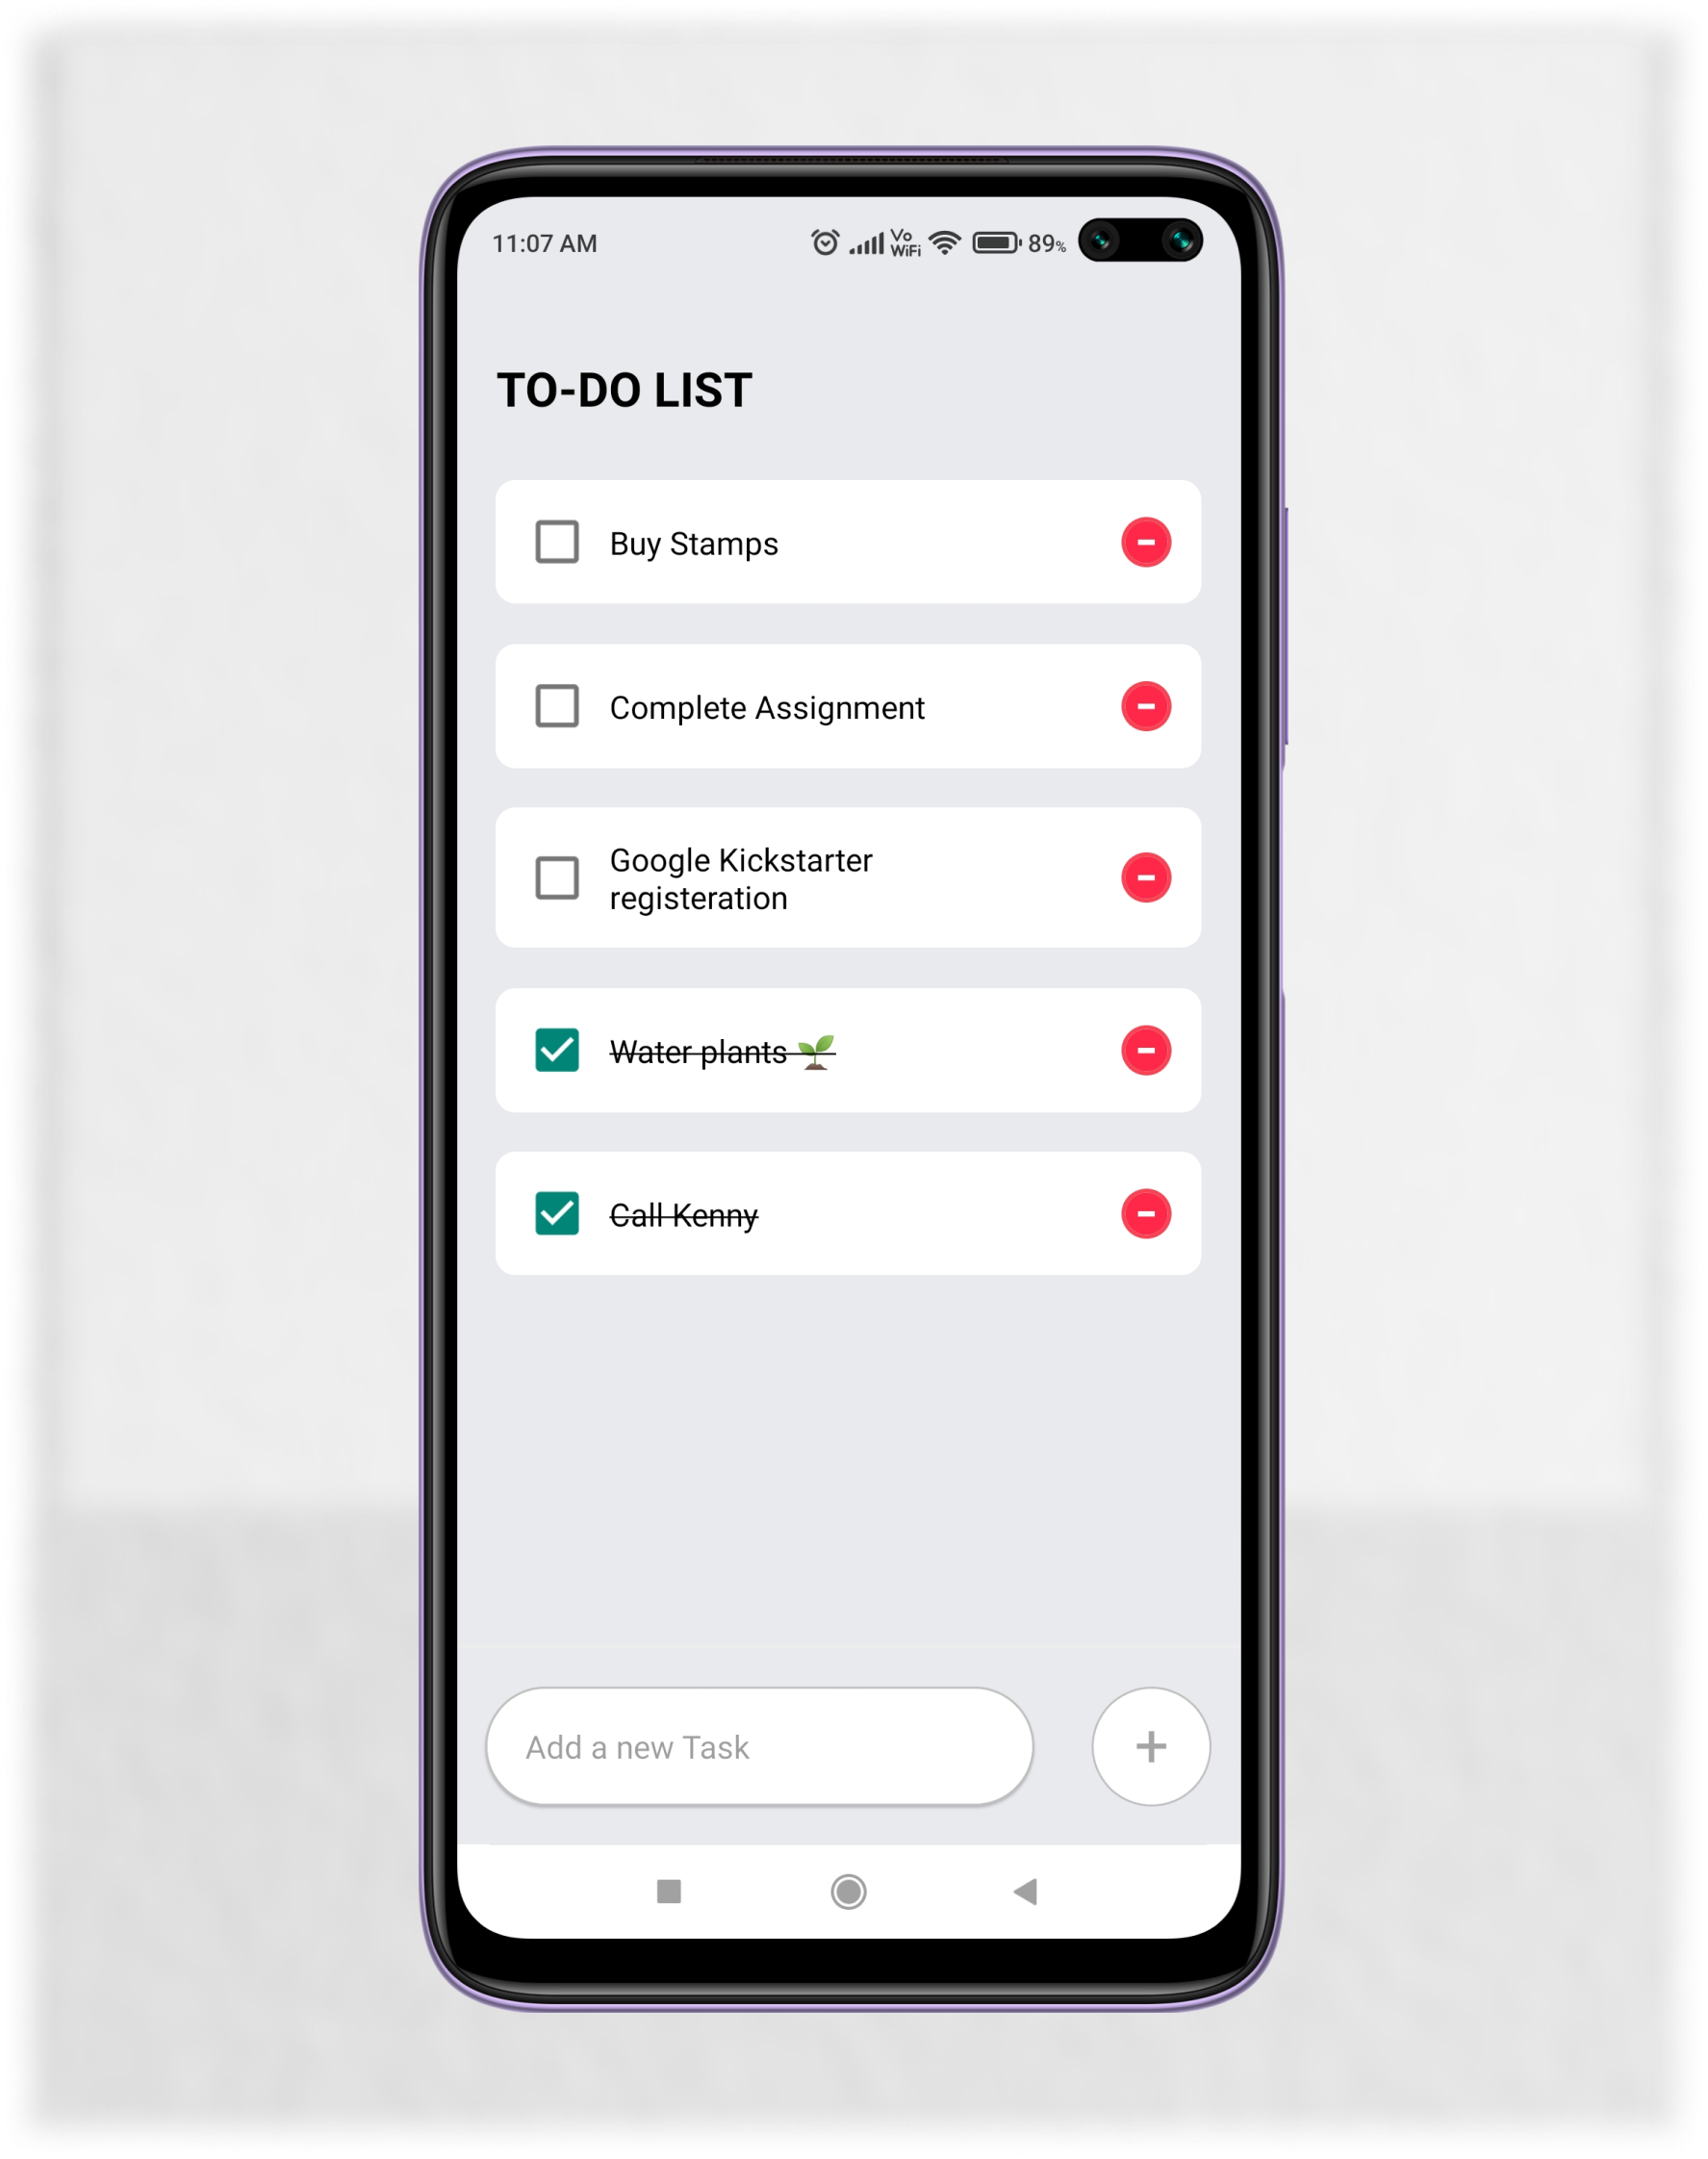 11:07 AM Vo WiFi 89%
TO-DO LIST
Buy Stamps
Complete Assignment
Google Kickstarter
registeration
Water plants 🌱
Call Kenny
Add a new Task
+